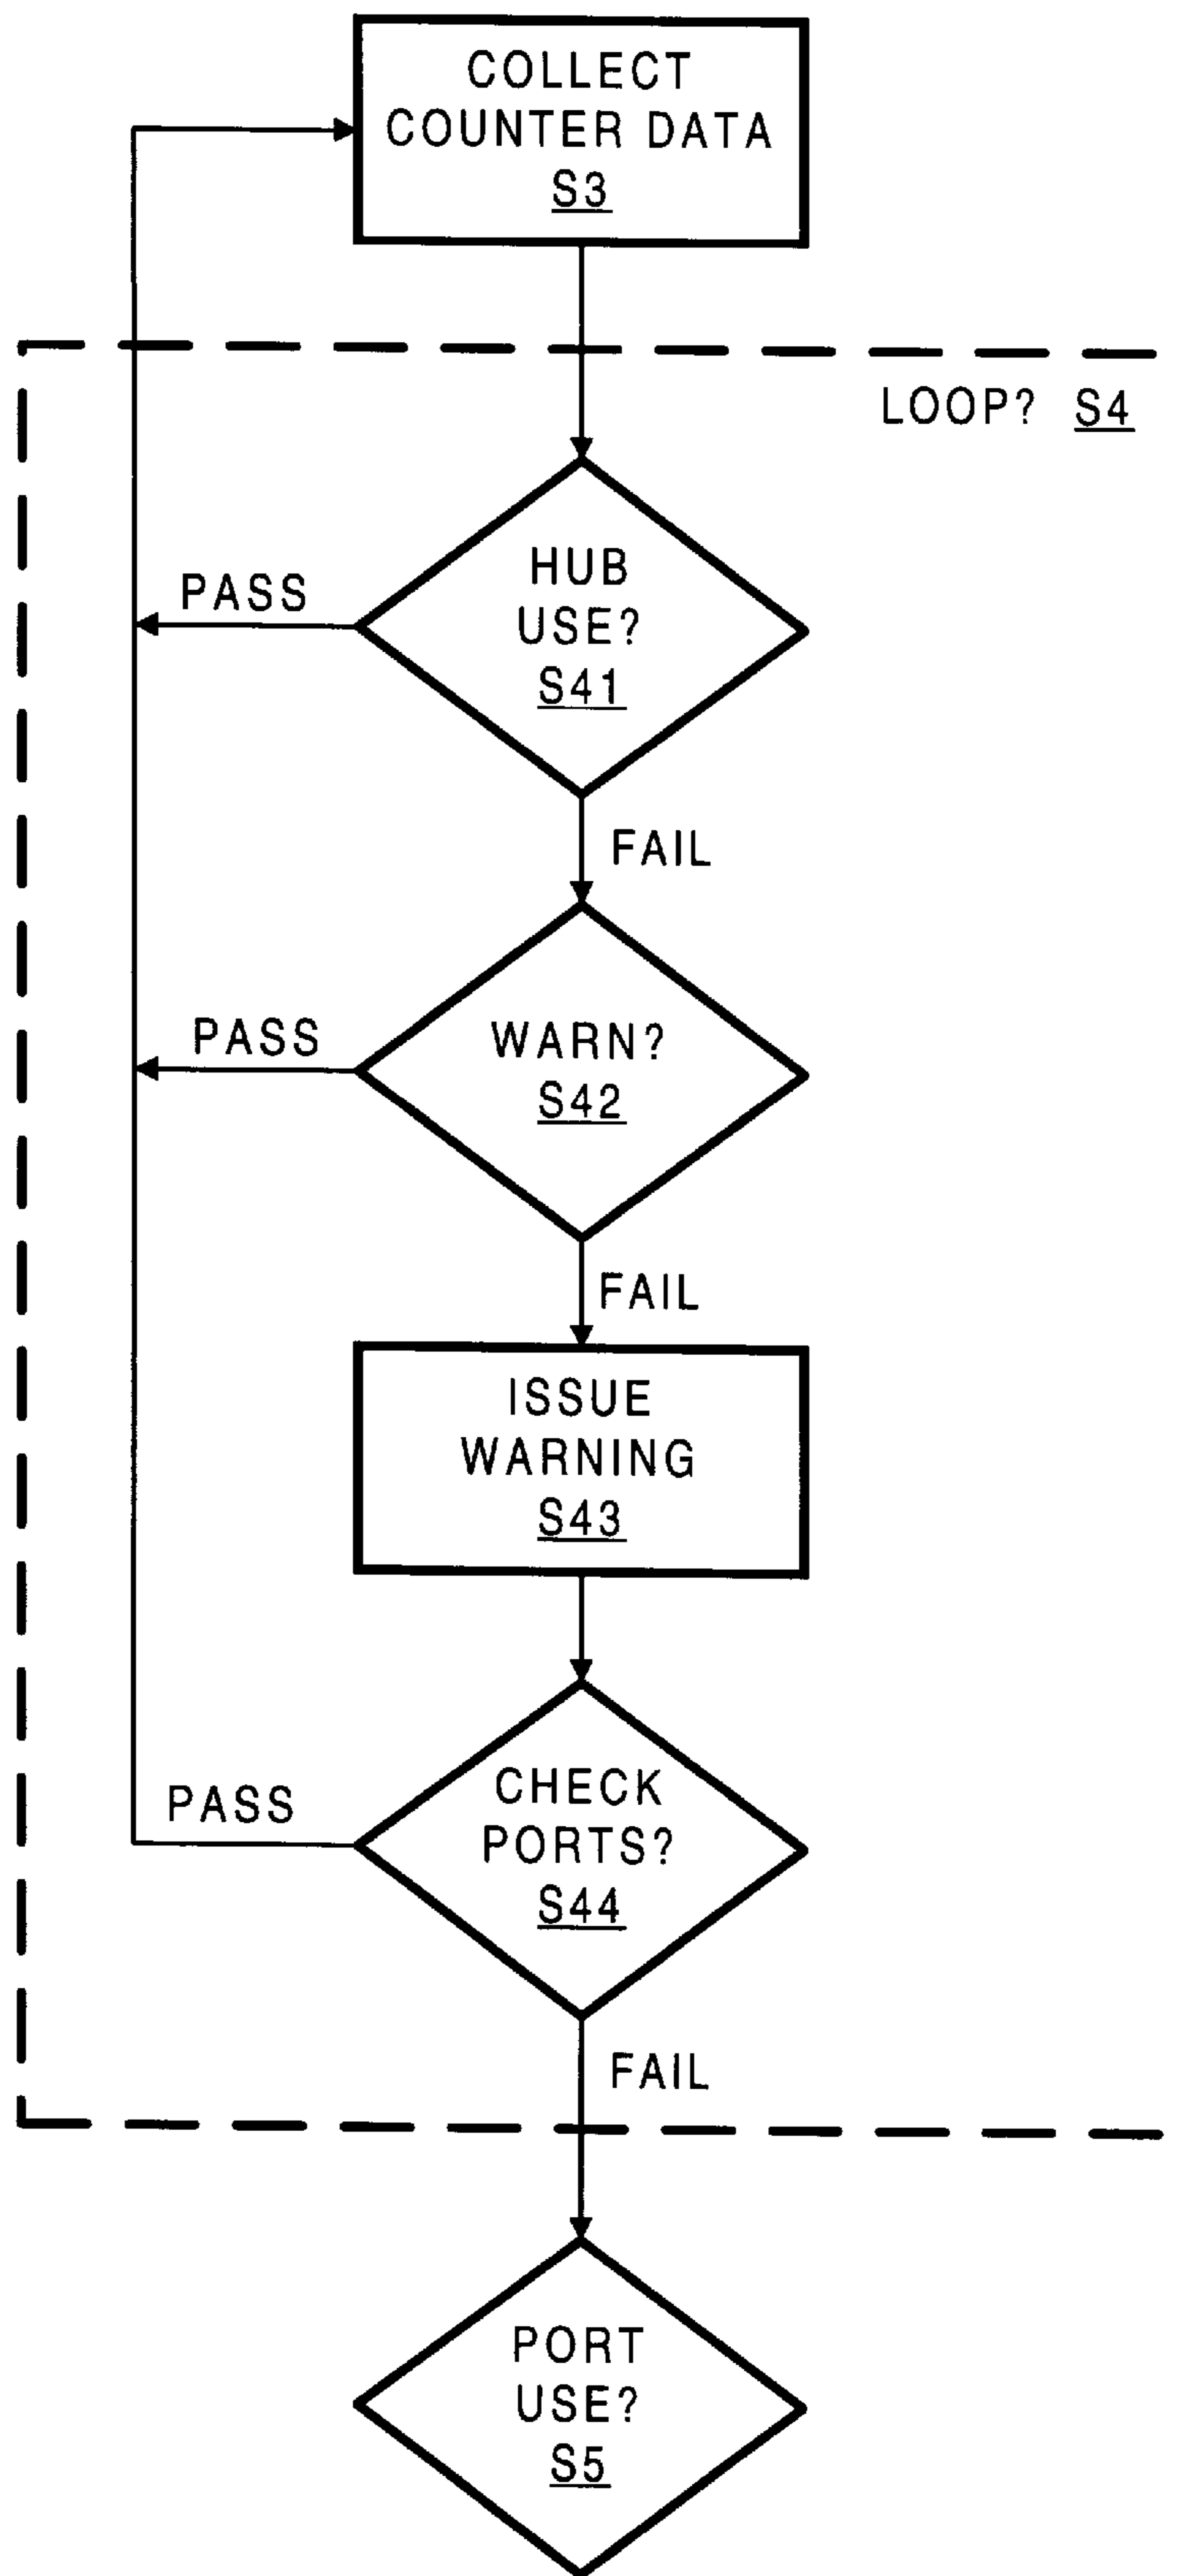 COLLECT
COUNTER DATA
S3
LOOP? S4
HUB
USE?
S41
PASS
FAIL
WARN?
S42
PASS
FAIL
ISSUE
WARNING
S43
CHECK
PORTS?
S44
PASS
FAIL
PORT
USE?
S5